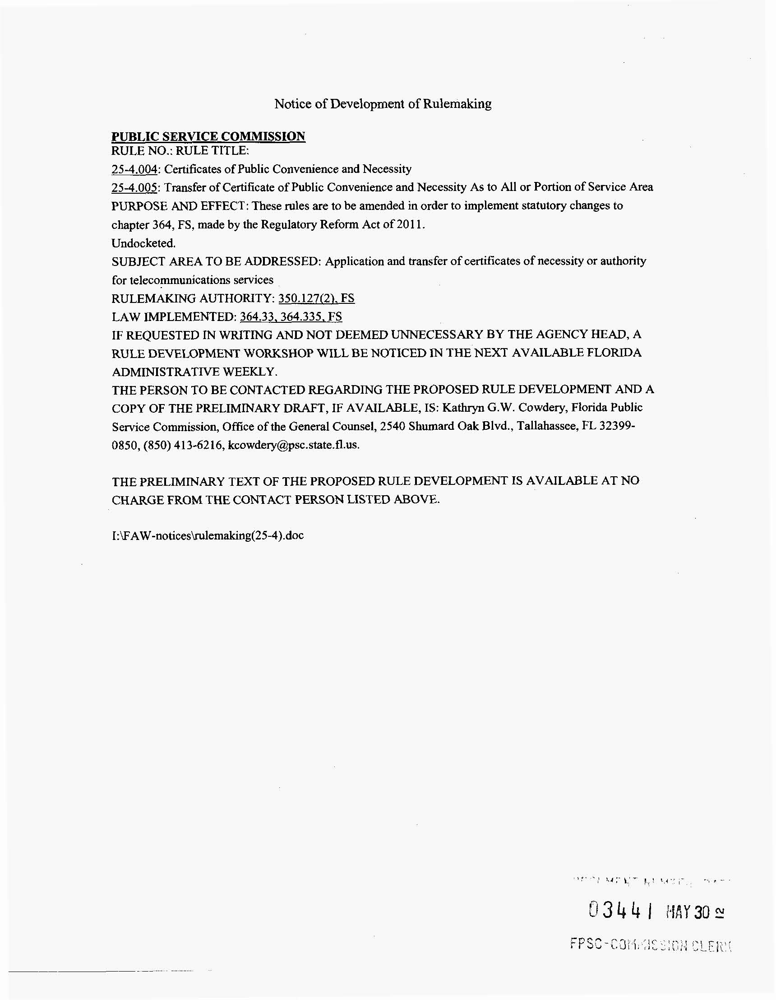 Notice of Development of Rulemaking
PUBLIC SERVICE COMMISSION
RULE NO.: RULE TITLE:
25-4.004: Certificates of Public Convenience and Necessity
25-4.005: Transfer of Certificate of Public Convenience and Necessity As to All or Portion of Service Area
PURPOSE AND EFFECT: These rules are to be amended in order to implement statutory changes to
chapter 364, FS, made by the Regulatory Reform Act of 2011.
Undocketed.
SUBJECT AREA TO BE ADDRESSED: Application and transfer of certificates of necessity or authority
for telecommunications services
RULEMAKING AUTHORITY: 350.127(2), FS
LAW IMPLEMENTED: 364.33, 364.335, FS
IF REQUESTED IN WRITING AND NOT DEEMED UNNECESSARY BY THE AGENCY HEAD, A
RULE DEVELOPMENT WORKSHOP WILL BE NOTICED IN THE NEXT AVAILABLE FLORIDA
ADMINISTRATIVE WEEKLY.
THE PERSON TO BE CONTACTED REGARDING THE PROPOSED RULE DEVELOPMENT AND A
COPY OF THE PRELIMINARY DRAFT, IF AVAILABLE, IS: Kathryn G.W. Cowdery, Florida Public
Service Commission, Office of the General Counsel, 2540 Shumard Oak Blvd., Tallahassee, FL 32399-
0850, (850) 413-6216, kcowdery@psc.state.fl.us.
THE PRELIMINARY TEXT OF THE PROPOSED RULE DEVELOPMENT IS AVAILABLE AT NO
CHARGE FROM THE CONTACT PERSON LISTED ABOVE.
I:\FAW-notices\rulemaking(25-4).doc
03441 MAY 30 12
FPSC-COMMISSION CLERK